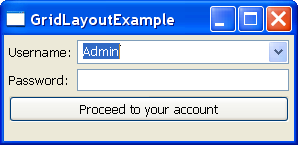 GridLayoutExample
Username: Admin
Password:
Proceed to your account